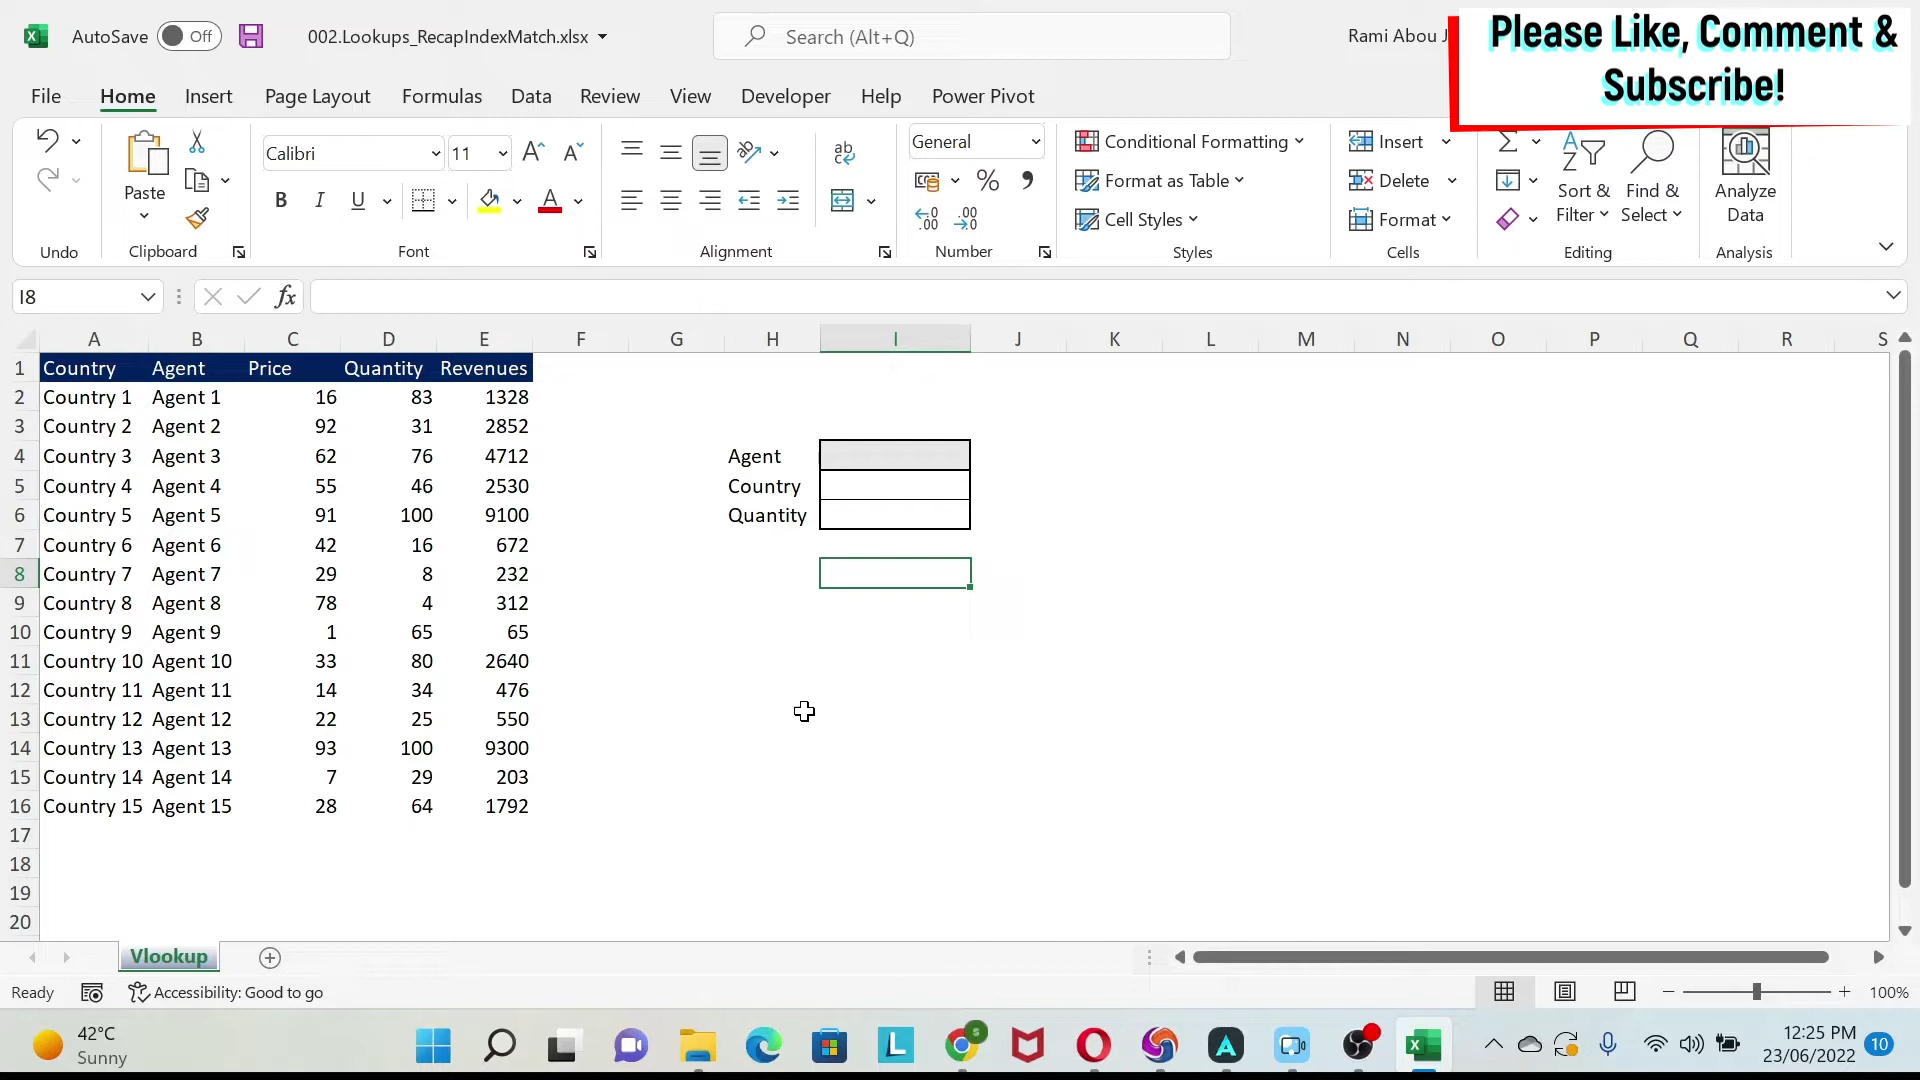 AutoSave Off 002.Lookups_RecapIndexMatch.xlsx Search (Alt+Q) Rami Abou J
Please Like, Comment &
Subscribe!
File Home Insert Page Layout Formulas Data Review View Developer Help Power Pivot
Calibri 11 General Conditional Formatting Insert
Paste Format as Table Delete Sort & Find & Analyze
B I U Cell Styles Format Filter Select Data
Undo Clipboard Font Alignment Number Styles Cells Editing Analysis
I8 fx
A B C D E F G H I J K L M N O P Q R S
1 Country Agent Price Quantity Revenues
2 Country 1 Agent 1 16 83 1328
3 Country 2 Agent 2 92 31 2852
4 Country 3 Agent 3 62 76 4712 Agent
5 Country 4 Agent 4 55 46 2530 Country
6 Country 5 Agent 5 91 100 9100 Quantity
7 Country 6 Agent 6 42 16 672
8 Country 7 Agent 7 29 8 232
9 Country 8 Agent 8 78 4 312
10 Country 9 Agent 9 1 65 65
11 Country 10 Agent 10 33 80 2640
12 Country 11 Agent 11 14 34 476
13 Country 12 Agent 12 22 25 550
14 Country 13 Agent 13 93 100 9300
15 Country 14 Agent 14 7 29 203
16 Country 15 Agent 15 28 64 1792
17
18
19
20
Vlookup
Ready Accessibility: Good to go 100%
42°C 12:25 PM
Sunny 23/06/2022 10